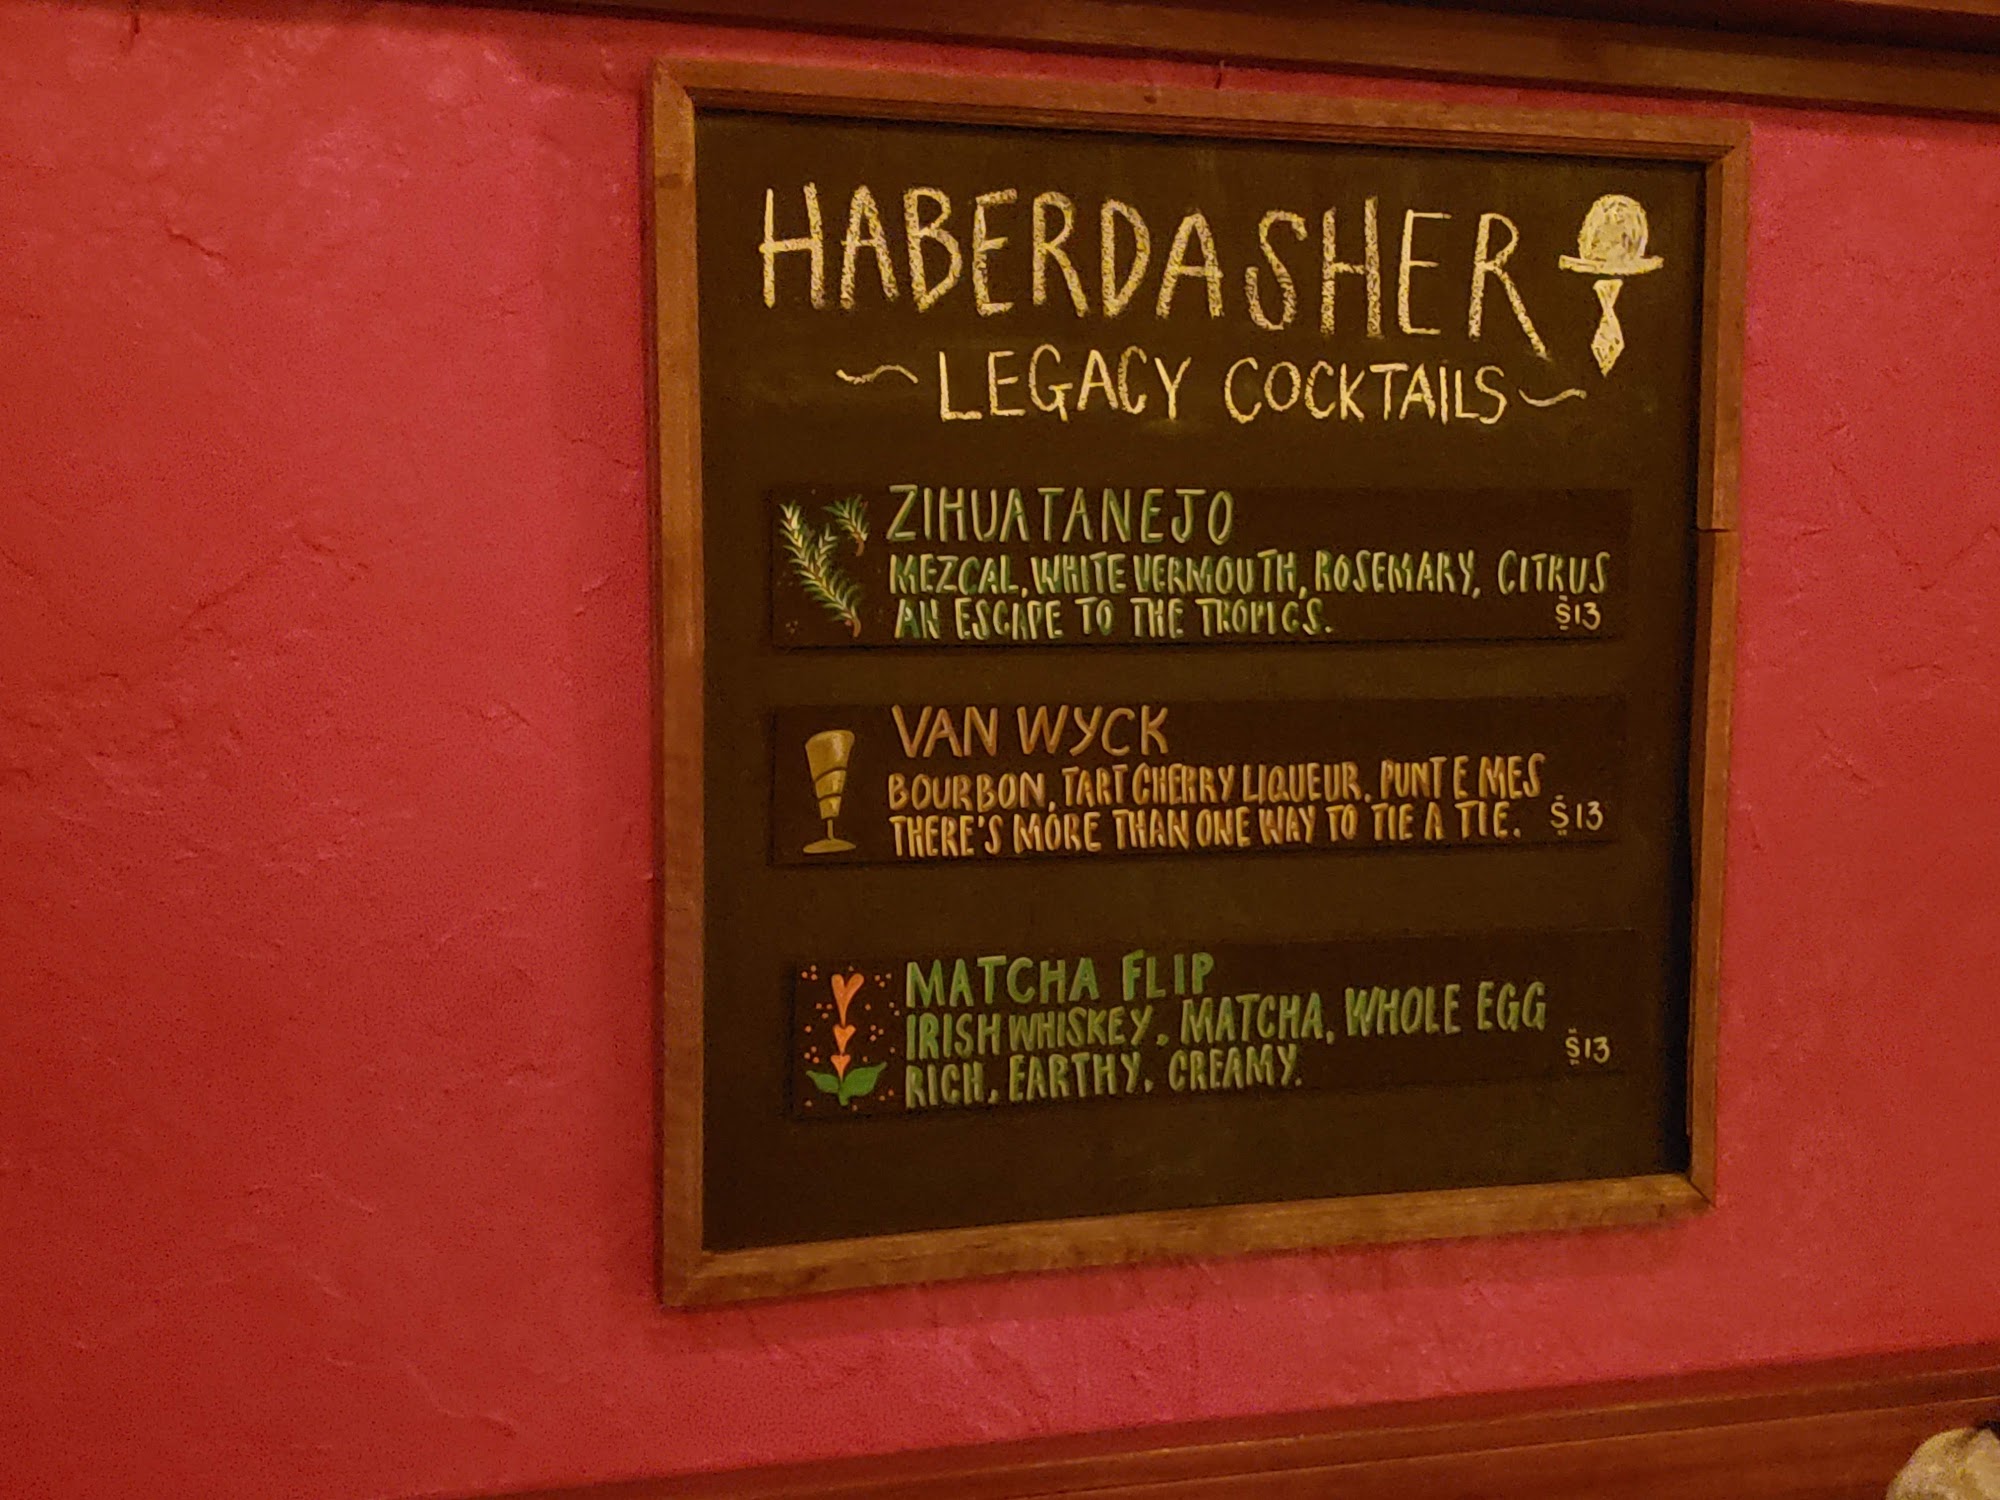 HABERDASHER
~LEGACY COCKTAILS~
ZIHUATANEJO
MEZCAL, WHITE VERMOUTH, ROSEMARY, CITRUS
AN ESCAPE TO THE TROPICS. $13
VAN WYCK
BOURBON, TART CHERRY LIQUEUR, PUNT E MES
THERE'S MORE THAN ONE WAY TO TIE A TIE. $13
MATCHA FLIP
IRISH WHISKEY, MATCHA, WHOLE EGG
RICH, EARTHY, CREAMY. $13